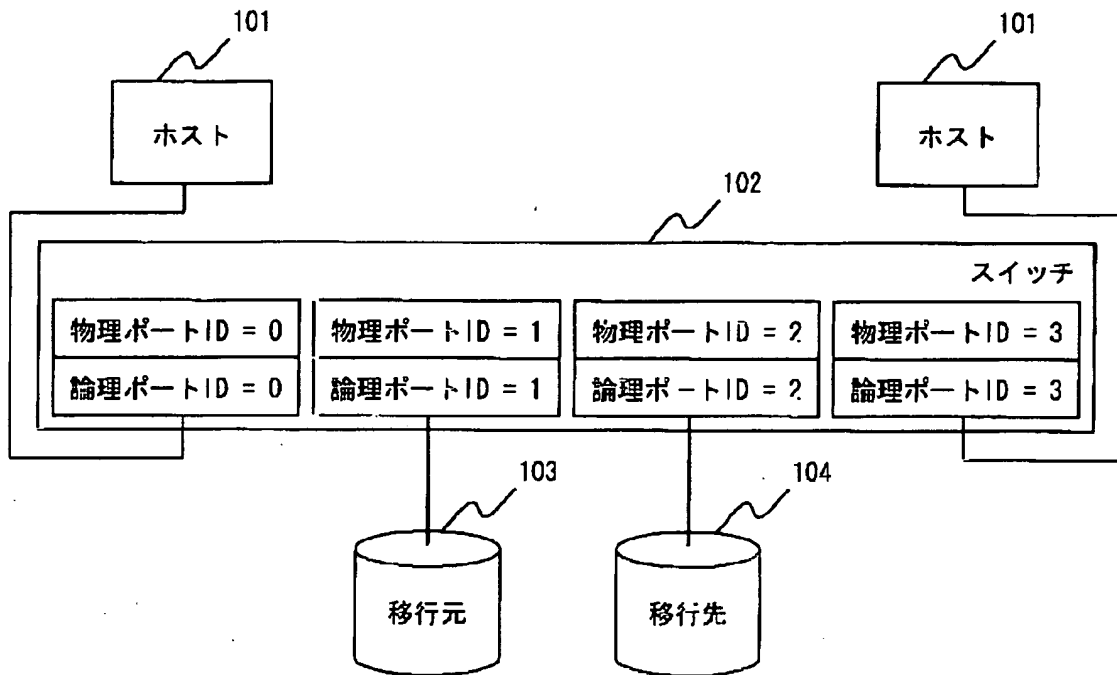 101
101
ホスト
ホスト
102
スイッチ
物理ポートID = 0
物理ポートID = 1
物理ポートID = 2
物理ポートID = 3
論理ポートID = 0
論理ポートID = 1
論理ポートID = 2
論理ポートID = 3
103
104
移行元
移行先